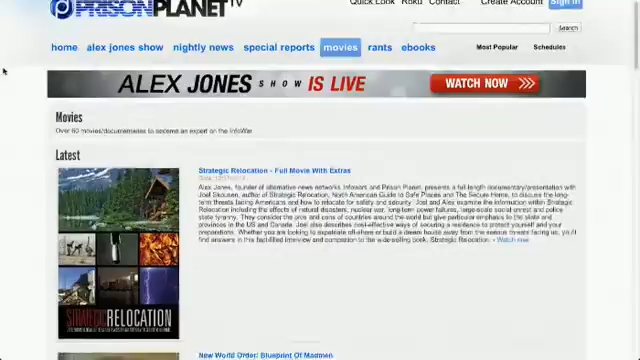 PRISONPLANET TV
Quick Look Roku Contact Create Account Sign In
Search
home alex jones show nightly news special reports movies rants ebooks Most Popular Schedules
ALEX JONES SHOW IS LIVE WATCH NOW
Movies
Over 60 movies/documentaries to become an expert on the InfoWar
Latest
Strategic Relocation - Full Movie With Extras
Alex Jones, founder of alternative news networks Infowars and Prison Planet, presents a full-length documentary/presentation with
Joel Skousen, author of Strategic Relocation, North American Guide to Safe Places and The Secure Home, to discuss the long-
term threats facing Americans and how to relocate for safety and security. Joel and Alex examine the information within Strategic
Relocation including the effects of natural disasters, nuclear war, long-term power failures, large-scale social unrest and police
state tyranny. They consider the pros and cons of countries around the world but give particular emphasis to the state and
provinces in the US and Canada. Joel also describes cost-effective ways of securing a residence to protect yourself and your
preparations. Whether you are looking to expatriate off-shore or build a dream house away from the serious threats facing us, you'll
find answers in this fact-filled interview and companion to the wide-selling book, Strategic Relocation. - Watch now
STRATEGIC RELOCATION
New World Order: Blueprint Of Madmen